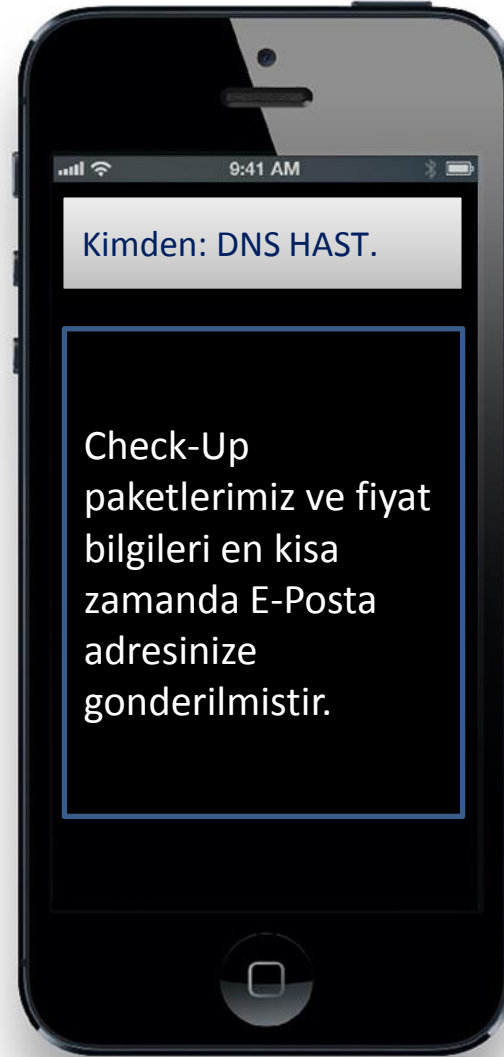 9:41 AM
Kimden: DNS HAST.
Check-Up
paketlerimiz ve fiyat
bilgileri en kisa
zamanda E-Posta
adresinize
gonderilmistir.